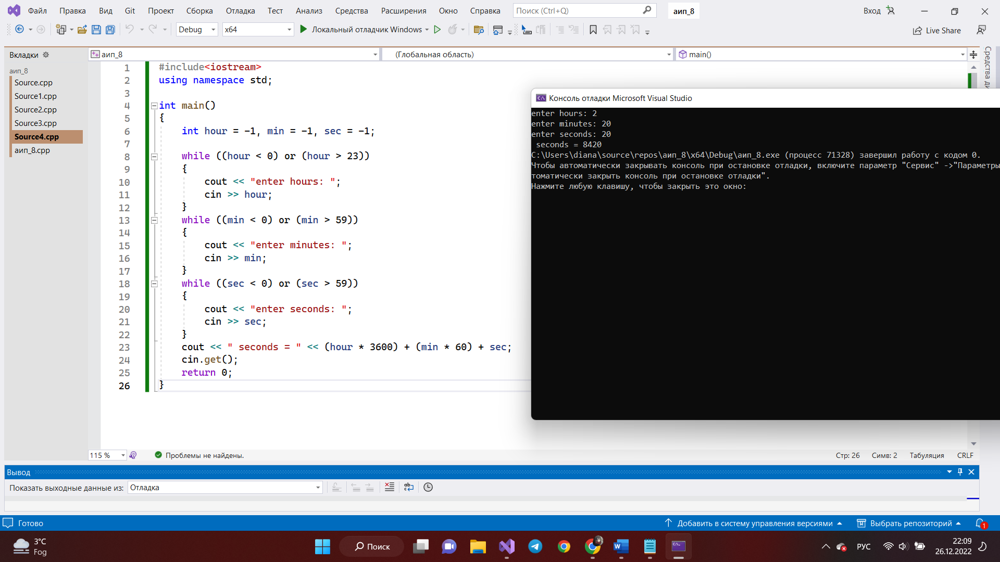 Файл Правка Вид Git Проект Сборка Отладка Тест Анализ Средства Расширения Окно Справка Поиск (Ctrl+Q) аип_8 Вход
Debug x64 Локальный отладчик Windows Live Share
Вкладки
аип_8
Source.cpp
Source1.cpp
Source2.cpp
Source3.cpp
Source4.cpp
аип_8.cpp
аип_8 (Глобальная область) main()
Средства
1 #include<iostream>
2 using namespace std;
3
4 int main()
5 {
6 int hour = -1, min = -1, sec = -1;
7
8 while ((hour < 0) or (hour > 23))
9 {
10 cout << "enter hours: ";
11 cin >> hour;
12 }
13 while ((min < 0) or (min > 59))
14 {
15 cout << "enter minutes: ";
16 cin >> min;
17 }
18 while ((sec < 0) or (sec > 59))
19 {
20 cout << "enter seconds: ";
21 cin >> sec;
22 }
23 cout << " seconds = " << (hour * 3600) + (min * 60) + sec;
24 cin.get();
25 return 0;
26 }
Консоль отладки Microsoft Visual Studio
enter hours: 2
enter minutes: 20
enter seconds: 20
seconds = 8420
C:\Users\diana\source\repos\аип_8\x64\Debug\аип_8.exe (процесс 71328) завершил работу с кодом 0.
Чтобы автоматически закрывать консоль при остановке отладки, включите параметр "Сервис" ->"Параметры
томатически закрыть консоль при остановке отладки".
Нажмите любую клавишу, чтобы закрыть это окно:
115 % Проблемы не найдены. Стр: 26 Симв: 2 Табуляция CRLF
Вывод
Показать выходные данные из: Отладка
Готово Добавить в систему управления версиями Выбрать репозиторий 1
3°C
Fog
Поиск
РУС
22:09
26.12.2022